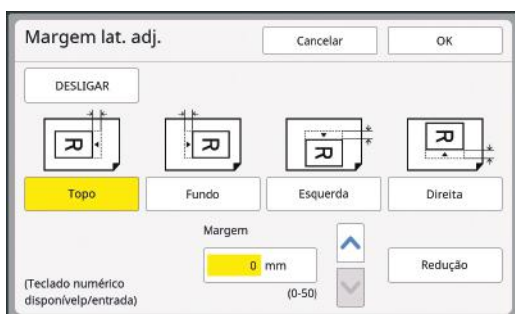 Margem lat. adj.
Cancelar
OK
DESLIGAR
R
R
R
R
Topo
Fundo
Esquerda
Direita
Margem
0 mm
Redução
(0-50)
(Teclado numérico
disponívelp/entrada)